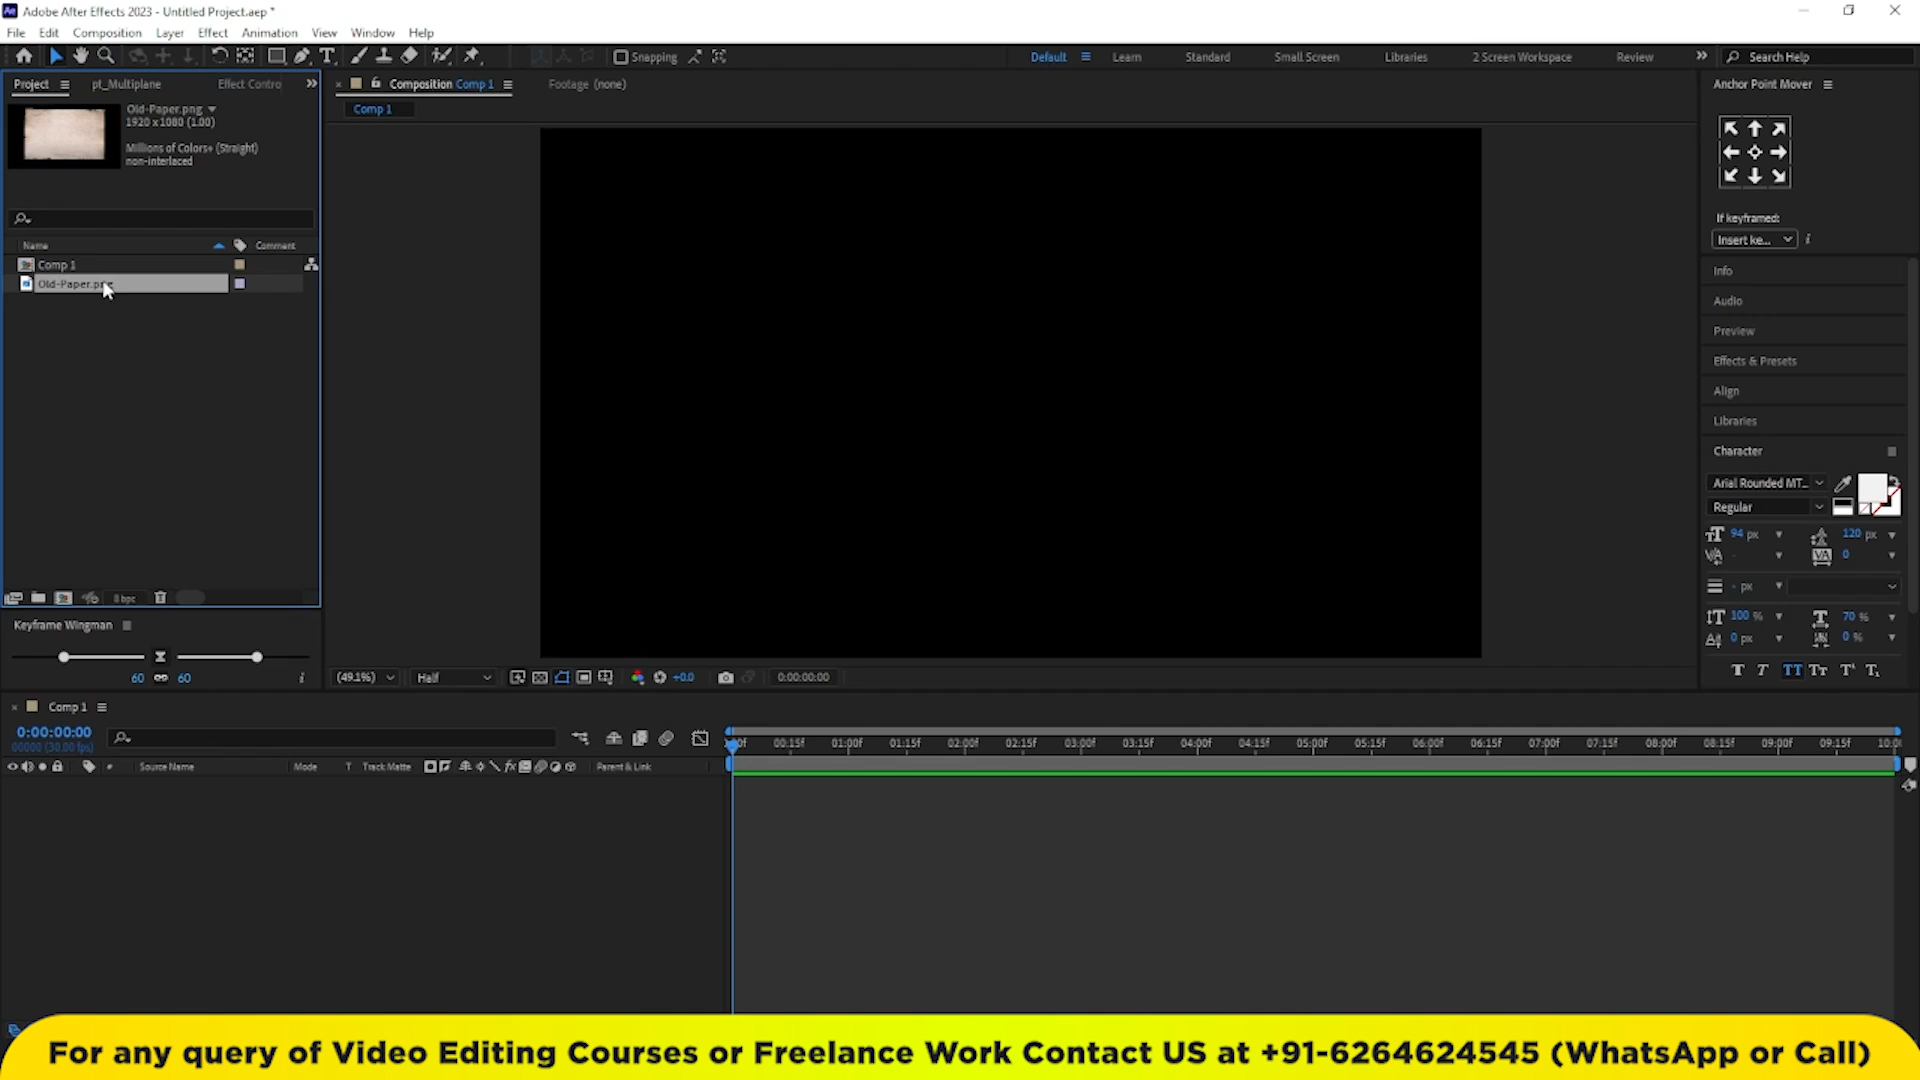 Adobe After Effects 2023 - Untitled Project.aep *
File Edit Composition Layer Effect Animation View Window Help
Snapping
Default Learn Standard Small Screen Libraries 2 Screen Workspace Review Search Help
Project pt_Multiplane Effect Contro
Composition Comp 1 Footage (none)
Anchor Point Mover
Comp 1
Old-Paper.png
1920 x 1080 (1.00)
Millions of Colors+ (Straight)
non-interlaced
If keyframed:
Insert ke...
Name Comment
Comp 1
Old-Paper.png
Info
Audio
Preview
Effects & Presets
Align
Libraries
Character
Arial Rounded MT...
Regular
94 px 120 px
0
- px
100 % 70 %
0 px 0 %
T T TT Tт T¹ T₁
8 bpc
Keyframe Wingman
60 60
(49.1%) Half +0.0 0:00:00:00
Comp 1
0:00:00:00
00000 (30.00 fps)
00:15f 01:00f 01:15f 02:00f 02:15f 03:00f 03:15f 04:00f 04:15f 05:00f 05:15f 06:00f 06:15f 07:00f 07:15f 08:00f 08:15f 09:00f 09:15f 10:0
# Source Name Mode T Track Matte Parent & Link
For any query of Video Editing Courses or Freelance Work Contact US at +91-6264624545 (WhatsApp or Call)